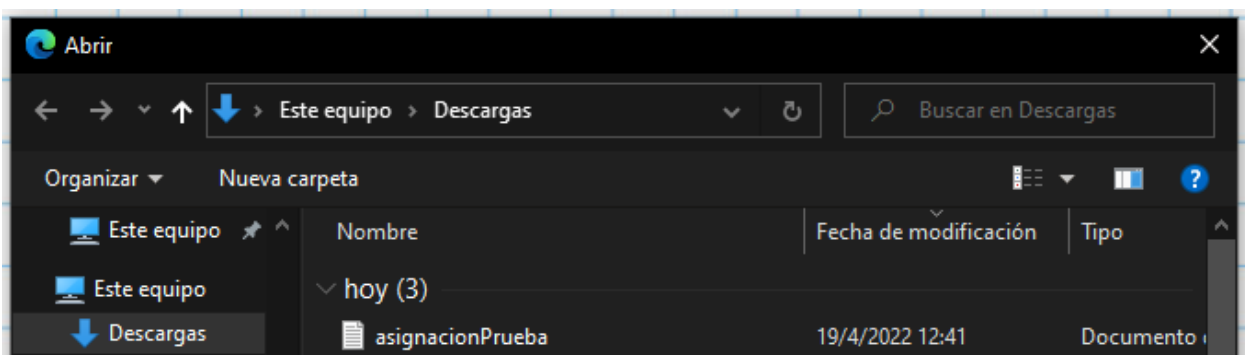 Abrir
Este equipo > Descargas
Buscar en Descargas
Organizar
Nueva carpeta
Este equipo
Nombre
Fecha de modificación
Tipo
Este equipo
hoy (3)
Descargas
asignacionPrueba
19/4/2022 12:41
Documento